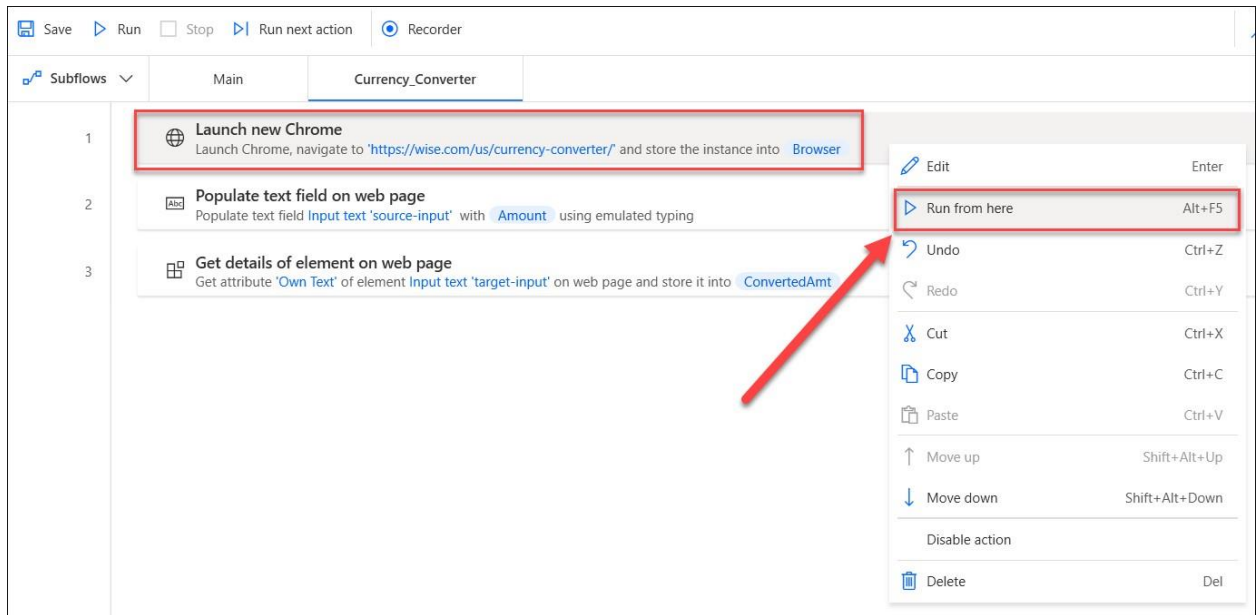 Save Run Stop Run next action Recorder
Subflows Main Currency_Converter
1 Launch new Chrome
Launch Chrome, navigate to 'https://wise.com/us/currency-converter/' and store the instance into Browser
2 Abc Populate text field on web page
Populate text field Input text 'source-input' with Amount using emulated typing
3 Get details of element on web page
Get attribute 'Own Text' of element Input text 'target-input' on web page and store it into ConvertedAmt
Edit Enter
Run from here Alt+F5
Undo Ctrl+Z
Redo Ctrl+Y
Cut Ctrl+X
Copy Ctrl+C
Paste Ctrl+V
Move up Shift+Alt+Up
Move down Shift+Alt+Down
Disable action
Delete Del